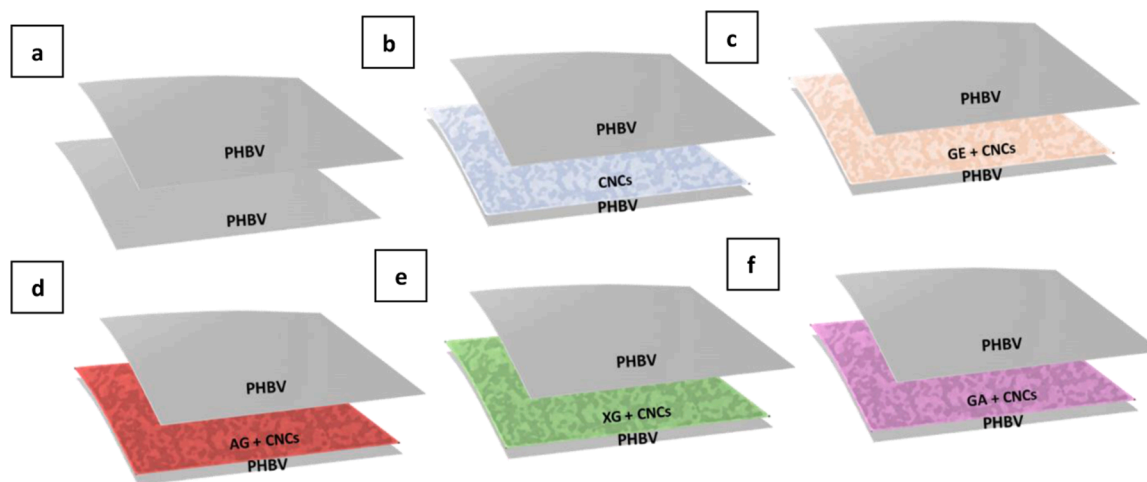 a
PHBV
PHBV
b
PHBV
CNCs
PHBV
c
PHBV
GE + CNCs
PHBV
d
PHBV
AG + CNCs
PHBV
e
PHBV
XG + CNCs
PHBV
f
PHBV
GA + CNCs
PHBV